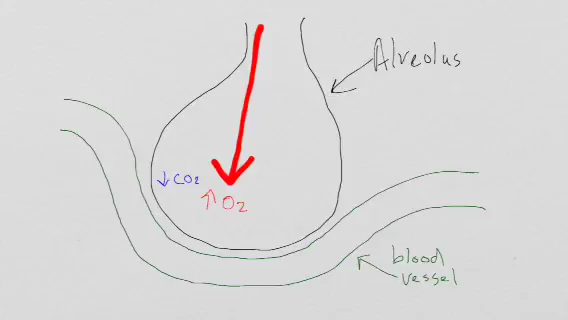 Alveolus
↓ CO2
↑ O2
blood
vessel